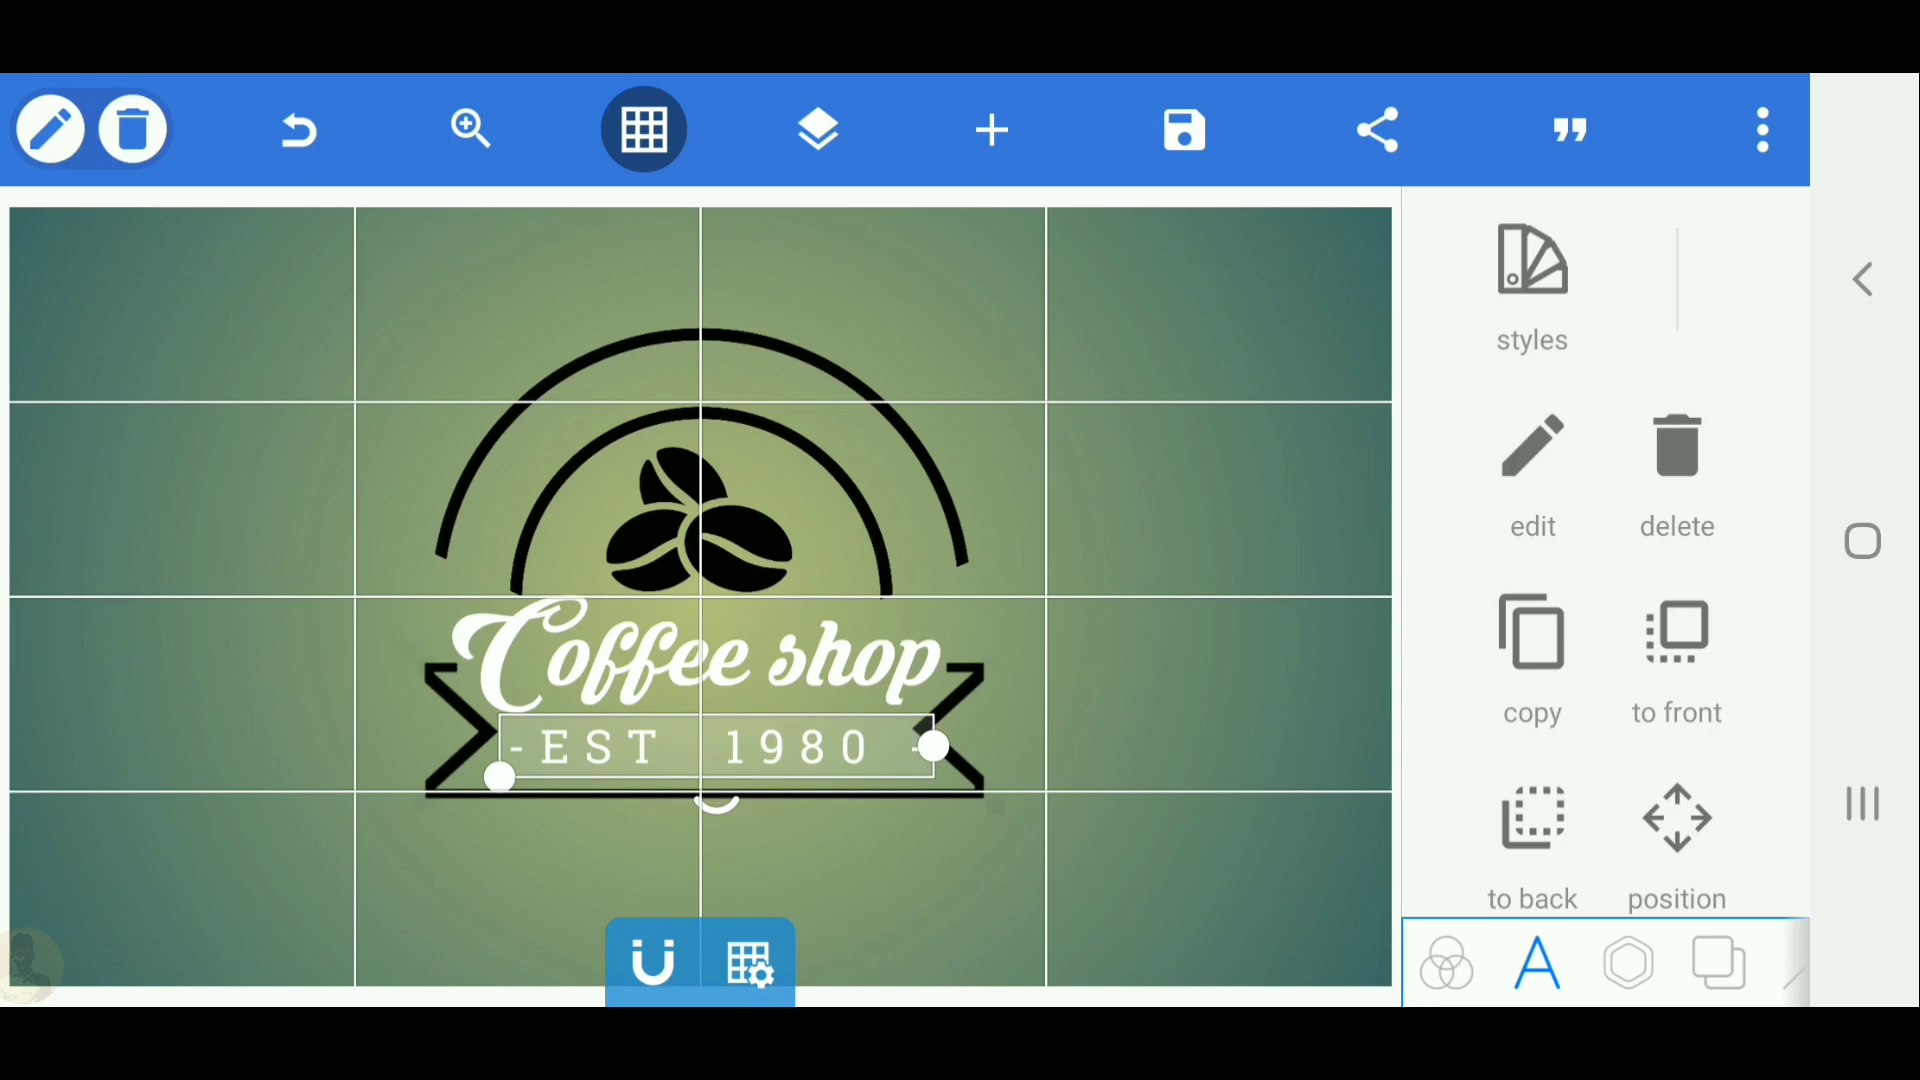 styles
edit
delete
Coffee shop
copy
to front
-EST 1980 -
to back
position